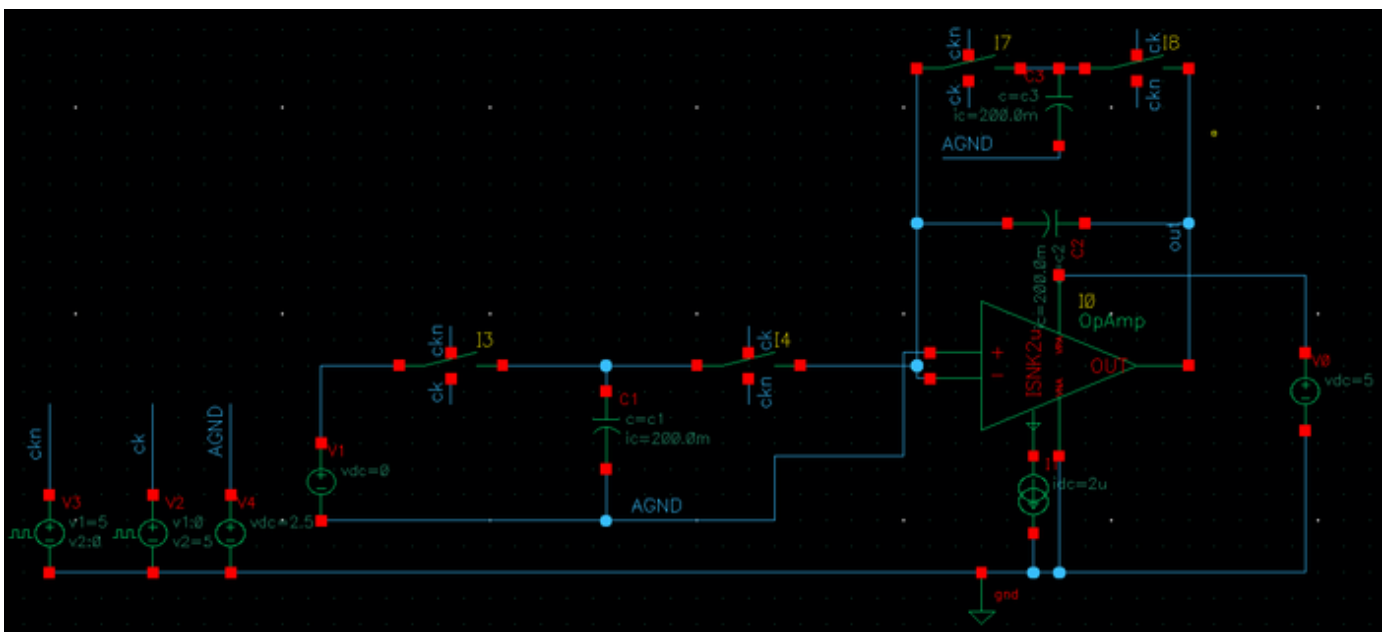 ckn
I7
ck
I8
C3
c=c3
ic=200.0m
ck
ckn
AGND
out
C2
c=c2
ic=200.0m
I0
OpAmp
ckn
I3
ck
I4
ck
ckn
+
-
ISNK2u
OUT
V0
vdc=5
C1
c=c1
ic=200.0m
V1
vdc=0
ckn
ck
AGND
AGND
idc=2u
V3
v1=5
v2:0
V2
v1:0
v2=5
V4
vdc=2.5
gnd